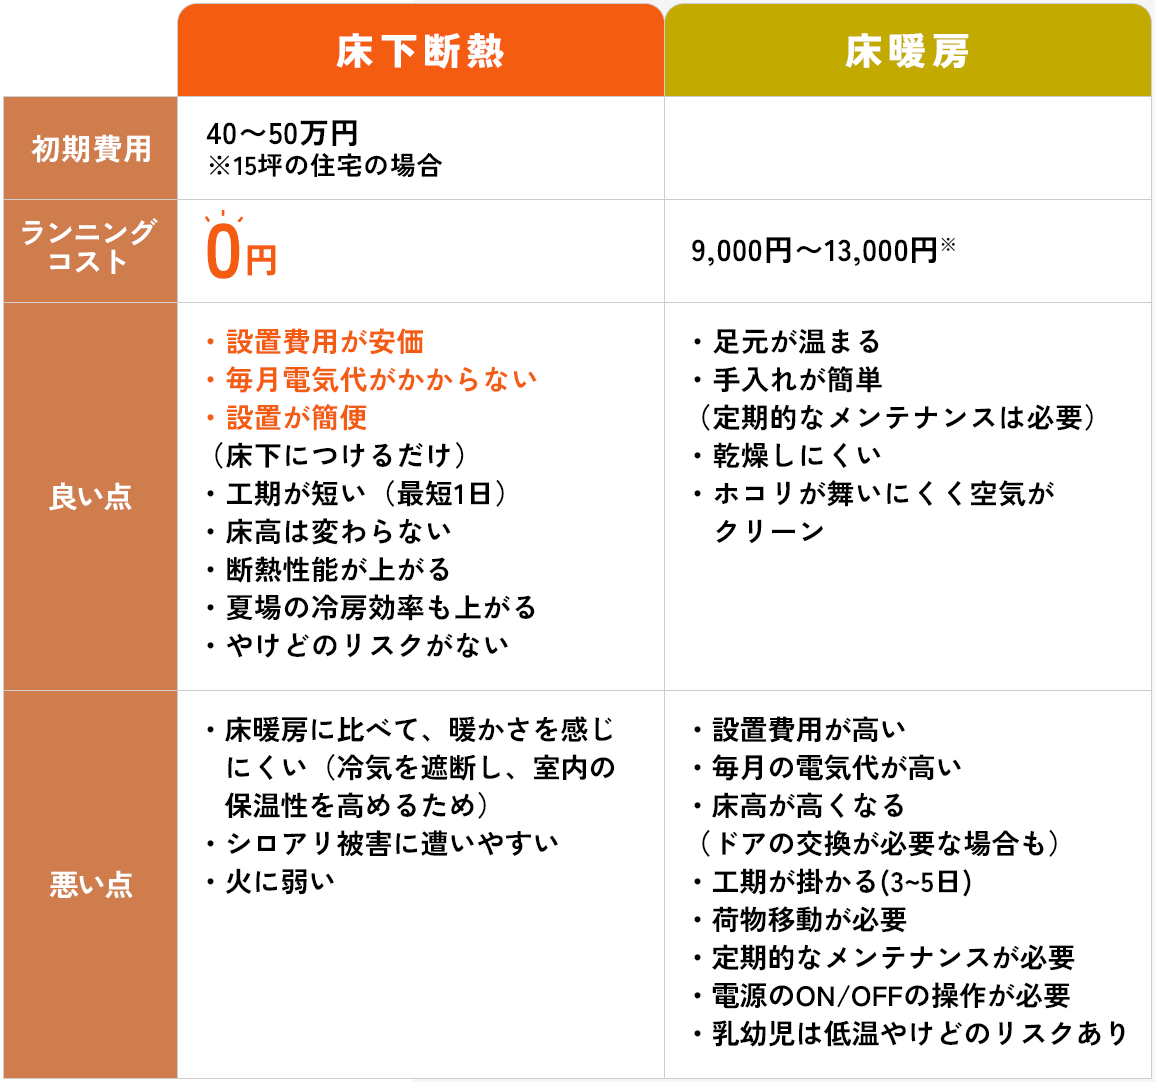 床下断熱
床暖房
初期費用
40〜50万円
※15坪の住宅の場合
ランニング
コスト
0円
9,000円〜13,000円※
良い点
・設置費用が安価
・毎月電気代がかからない
・設置が簡便
（床下につけるだけ）
・工期が短い（最短1日）
・床高は変わらない
・断熱性能が上がる
・夏場の冷房効率も上がる
・やけどのリスクがない
・足元が温まる
・手入れが簡単
（定期的なメンテナンスは必要）
・乾燥しにくい
・ホコリが舞いにくく空気が
クリーン
悪い点
・床暖房に比べて、暖かさを感じ
にくい（冷気を遮断し、室内の
保温性を高めるため）
・シロアリ被害に遭いやすい
・火に弱い
・設置費用が高い
・毎月の電気代が高い
・床高が高くなる
（ドアの交換が必要な場合も）
・工期が掛かる(3~5日)
・荷物移動が必要
・定期的なメンテナンスが必要
・電源のON/OFFの操作が必要
・乳幼児は低温やけどのリスクあり